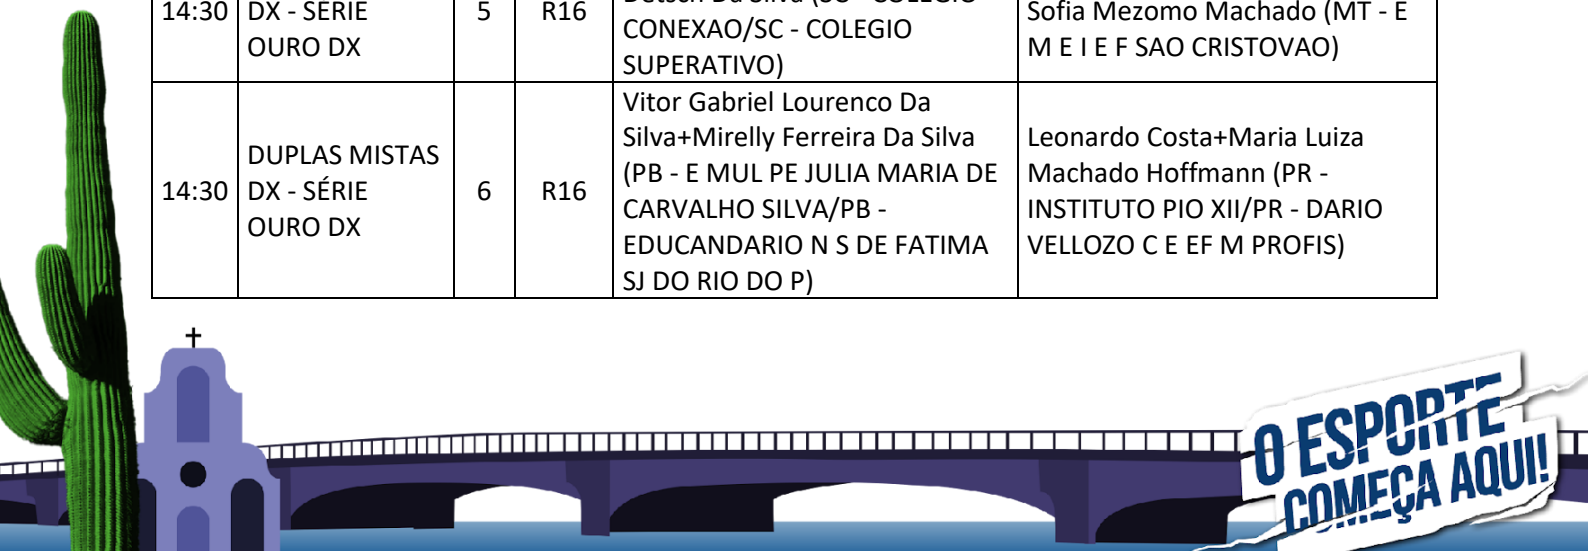 14:30
DX - SÉRIE
OURO DX
5
R16
CONEXAO/SC - COLEGIO
SUPERATIVO)
Sofia Mezomo Machado (MT - E
M E I E F SAO CRISTOVAO)
14:30
DUPLAS MISTAS
DX - SÉRIE
OURO DX
6
R16
Vitor Gabriel Lourenco Da
Silva+Mirelly Ferreira Da Silva
(PB - E MUL PE JULIA MARIA DE
CARVALHO SILVA/PB -
EDUCANDARIO N S DE FATIMA
SJ DO RIO DO P)
Leonardo Costa+Maria Luiza
Machado Hoffmann (PR -
INSTITUTO PIO XII/PR - DARIO
VELLOZO C E EF M PROFIS)
O ESPORTE
COMEÇA AQUI!